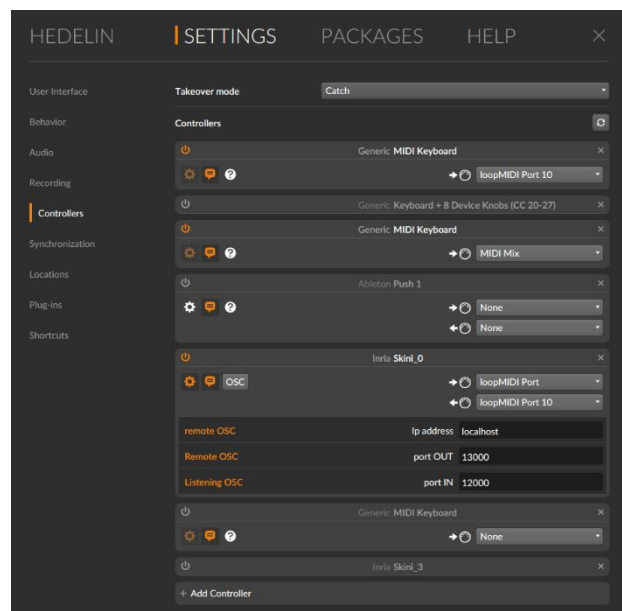 HEDELIN SETTINGS PACKAGES HELP
User Interface
Behavior
Audio
Recording
Controllers
Synchronization
Locations
Plug-ins
Shortcuts
Takeover mode Catch
Controllers
Generic MIDI Keyboard
? loopMIDI Port 10
Generic Keyboard + 8 Device Knobs (CC 20-27)
Generic MIDI Keyboard
? MIDI Mix
Ableton Push 1
? None
None
Inria Skini_0
OSC loopMIDI Port
loopMIDI Port 10
remote OSC Ip address localhost
Remote OSC port OUT 13000
Listening OSC port IN 12000
Generic MIDI Keyboard
? None
Inria Skini_3
+ Add Controller